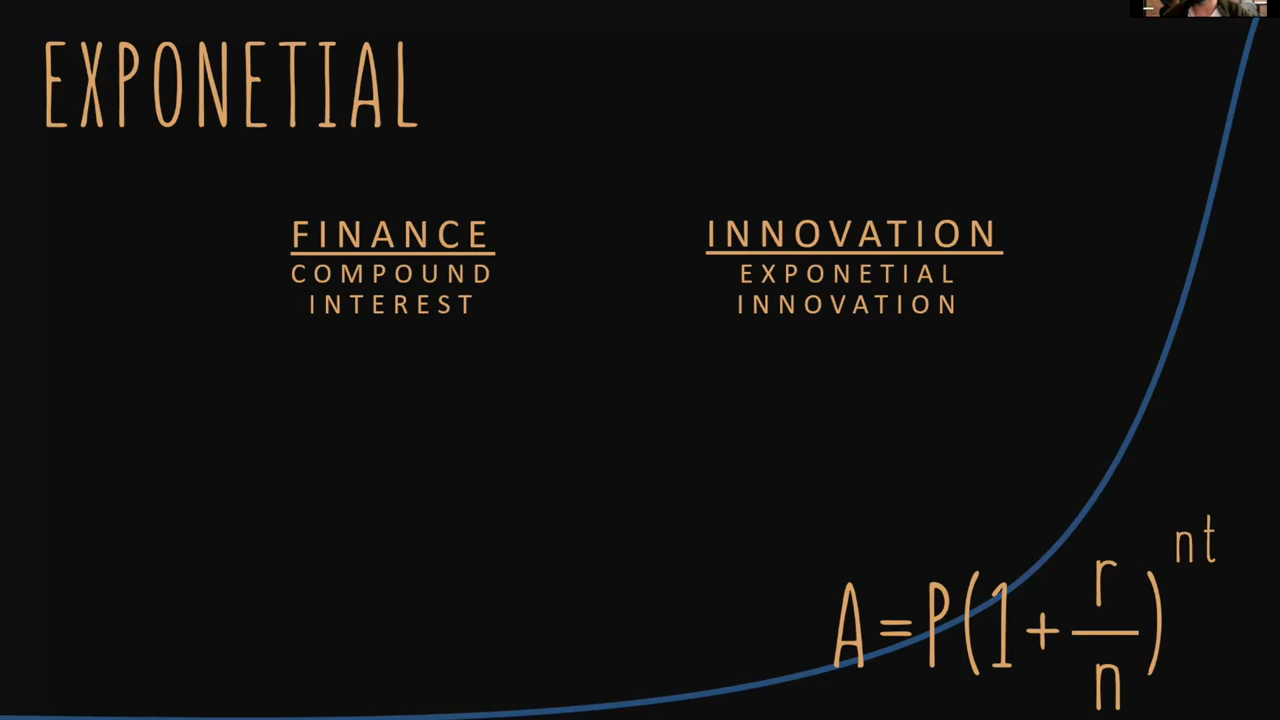 EXPONETIAL
FINANCE
COMPOUND
INTEREST
INNOVATION
EXPONETIAL
INNOVATION
A=P(1+r/n)^nt